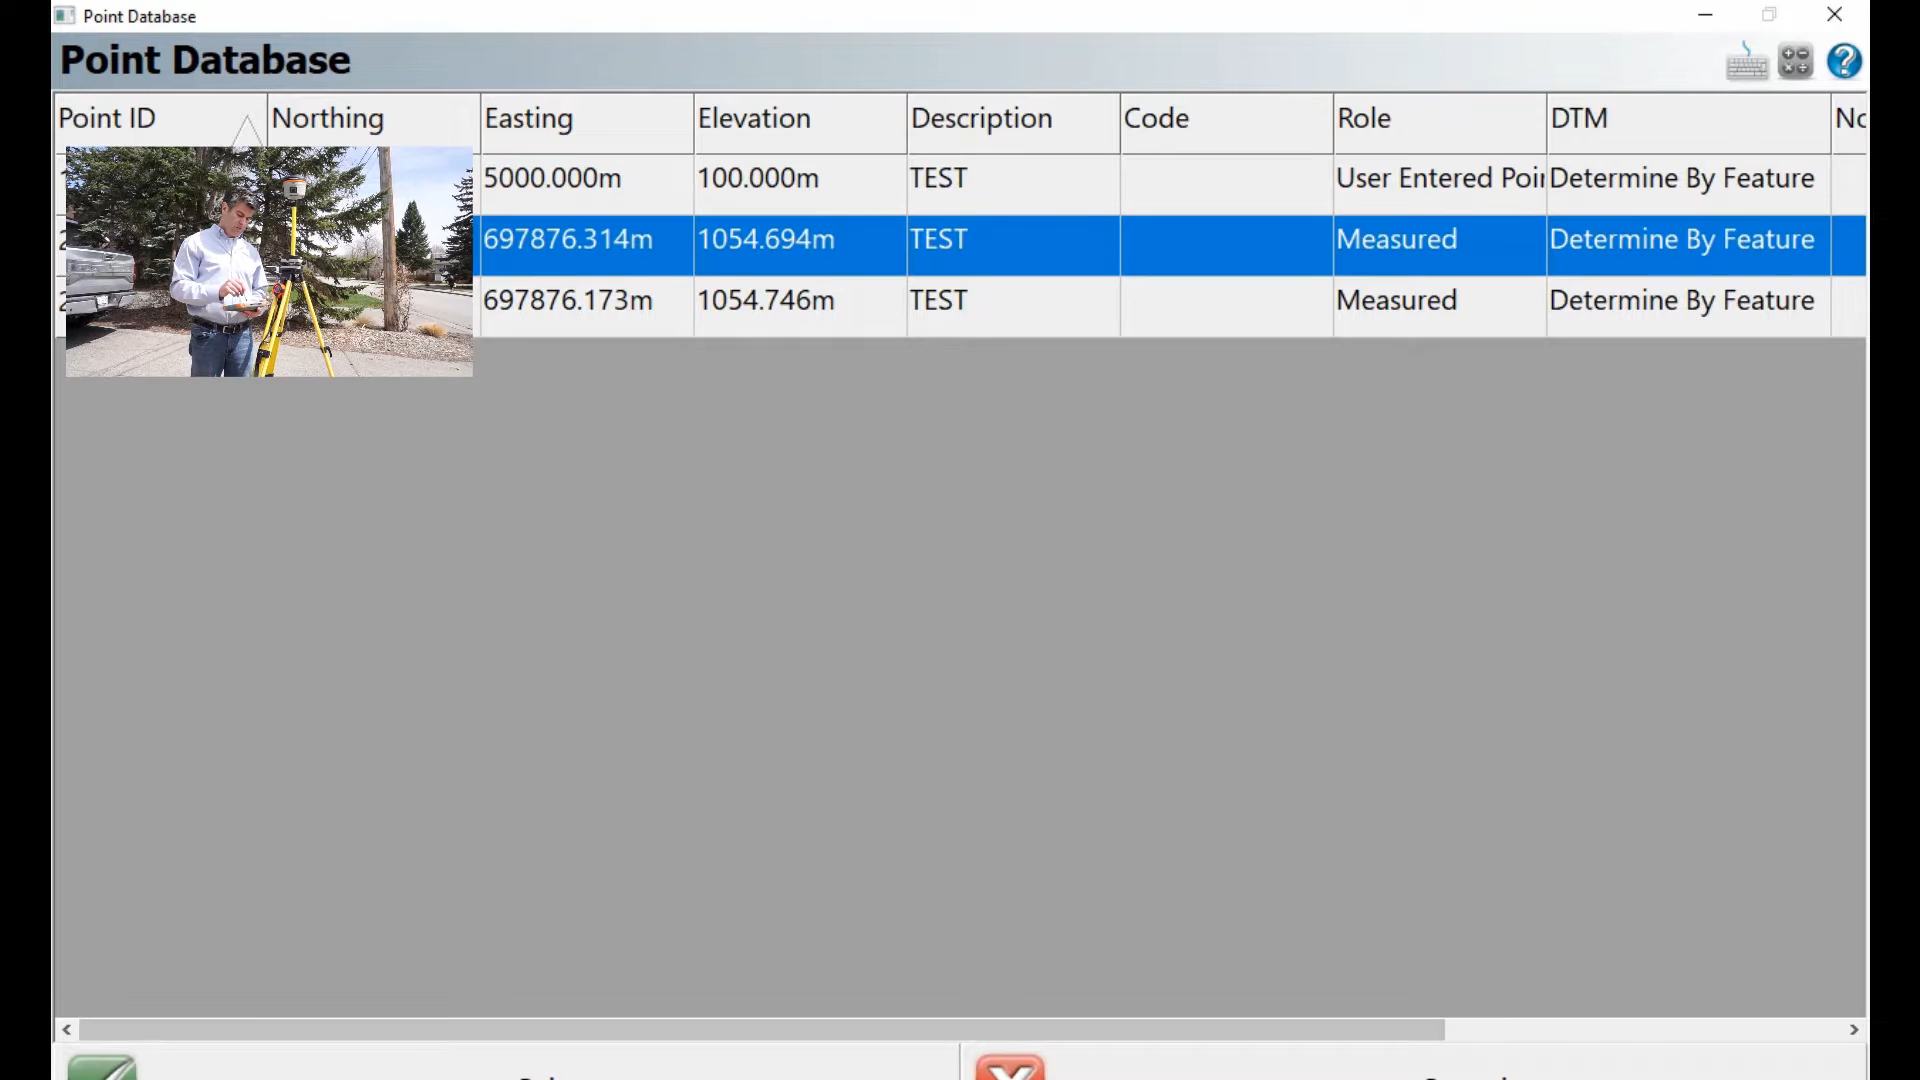 Point Database
Point Database
Point ID Northing Easting Elevation Description Code Role DTM
5000.000m 100.000m TEST User Entered Poin Determine By Feature
697876.314m 1054.694m TEST Measured Determine By Feature
697876.173m 1054.746m TEST Measured Determine By Feature